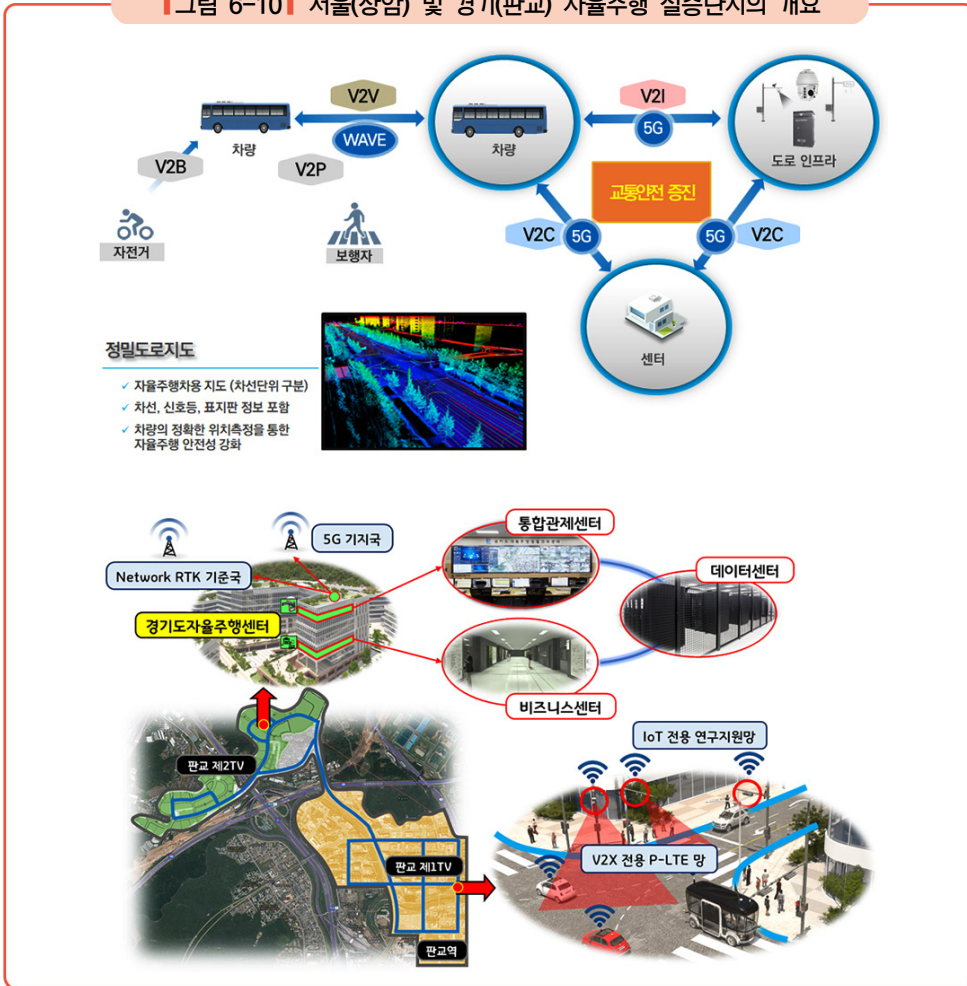 그림 6-10 서울(상암) 및 경기(판교) 자율주행 실증단지의 개요
V2V
WAVE
차량
V2B
V2P
자전거
보행자
차량
V2I
5G
도로 인프라
교통안전 증진
V2C
5G
5G
V2C
센터
정밀도로지도
✓ 자율주행차용 지도 (차선단위 구분)
✓ 차선, 신호등, 표지판 정보 포함
✓ 차량의 정확한 위치측정을 통한
자율주행 안전성 강화
5G 기지국
Network RTK 기준국
경기도자율주행센터
통합관제센터
데이터센터
비즈니스센터
판교 제2TV
판교 제1TV
판교역
IoT 전용 연구지원망
V2X 전용 P-LTE 망